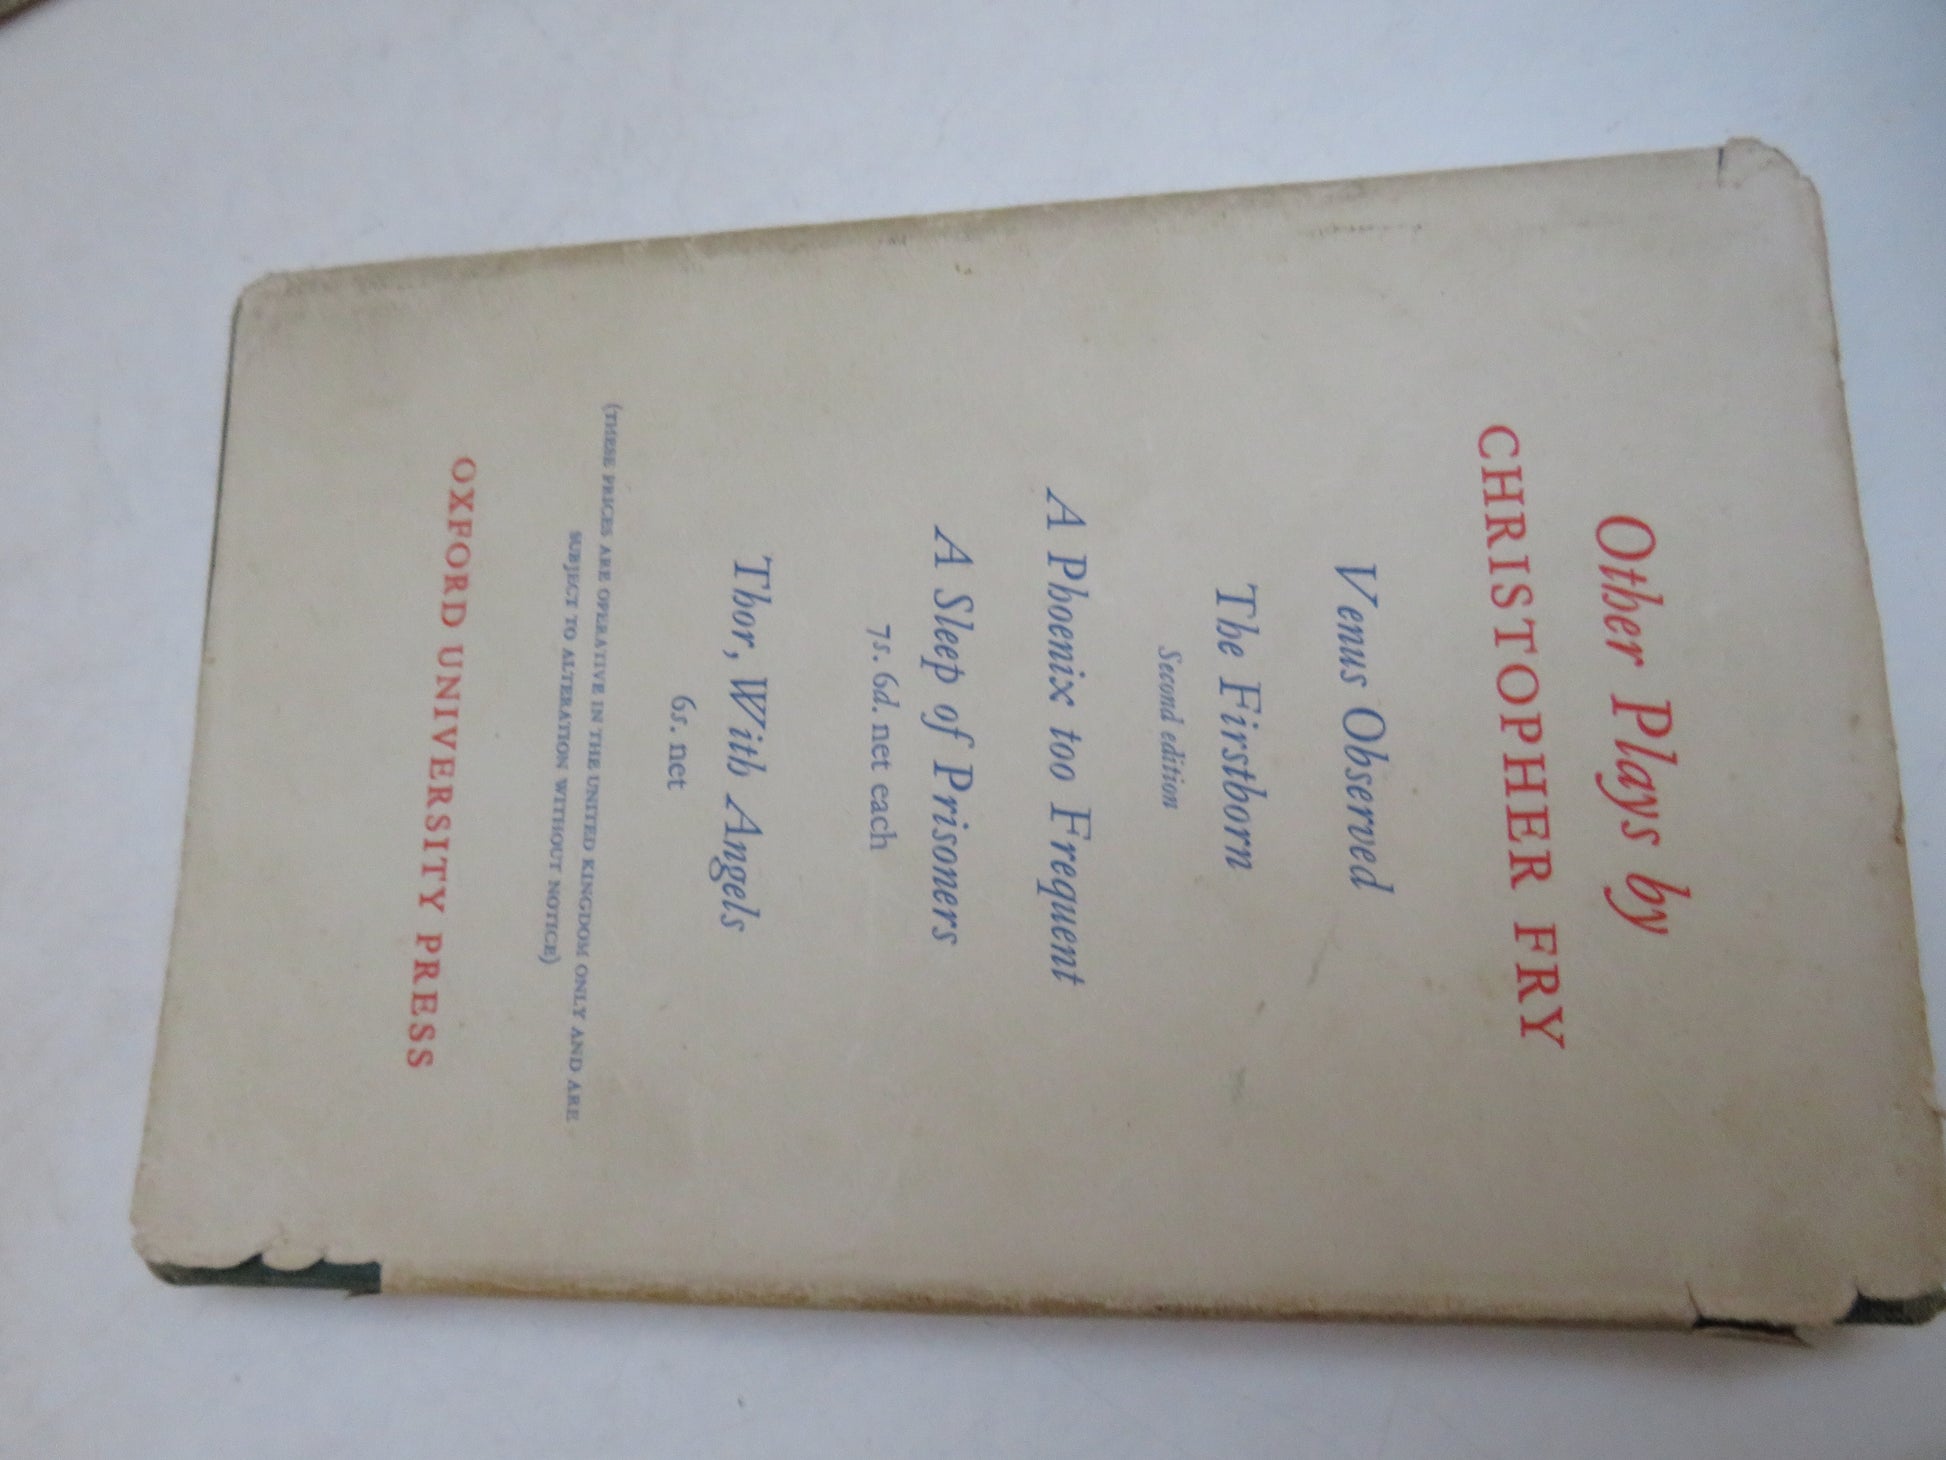 Other Plays by
CHRISTOPHER FRY
Venus Observed
The Firstborn
Second edition
A Phoenix too Frequent
A Sleep of Prisoners
7s. 6d. net each
Thor, With Angels
6s. net
(THESE PRICES ARE OPERATIVE IN THE UNITED KINGDOM ONLY AND ARE
SUBJECT TO ALTERATION WITHOUT NOTICE)
OXFORD UNIVERSITY PRESS